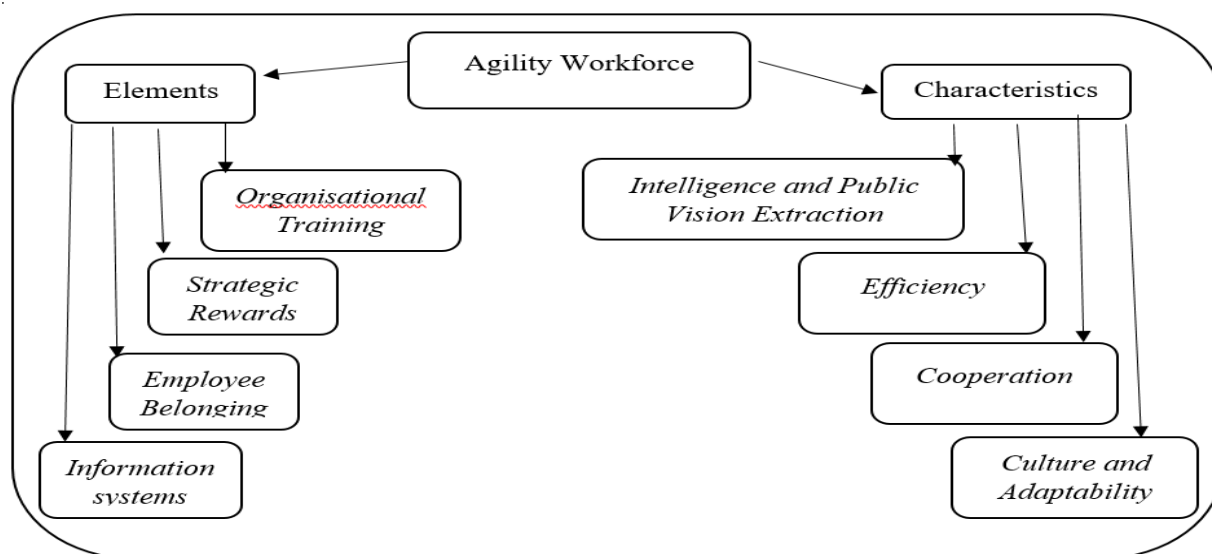 Agility Workforce
Elements
Characteristics
Organisational
Training
Intelligence and Public
Vision Extraction
Strategic
Rewards
Efficiency
Employee
Belonging
Cooperation
Information
systems
Culture and
Adaptability